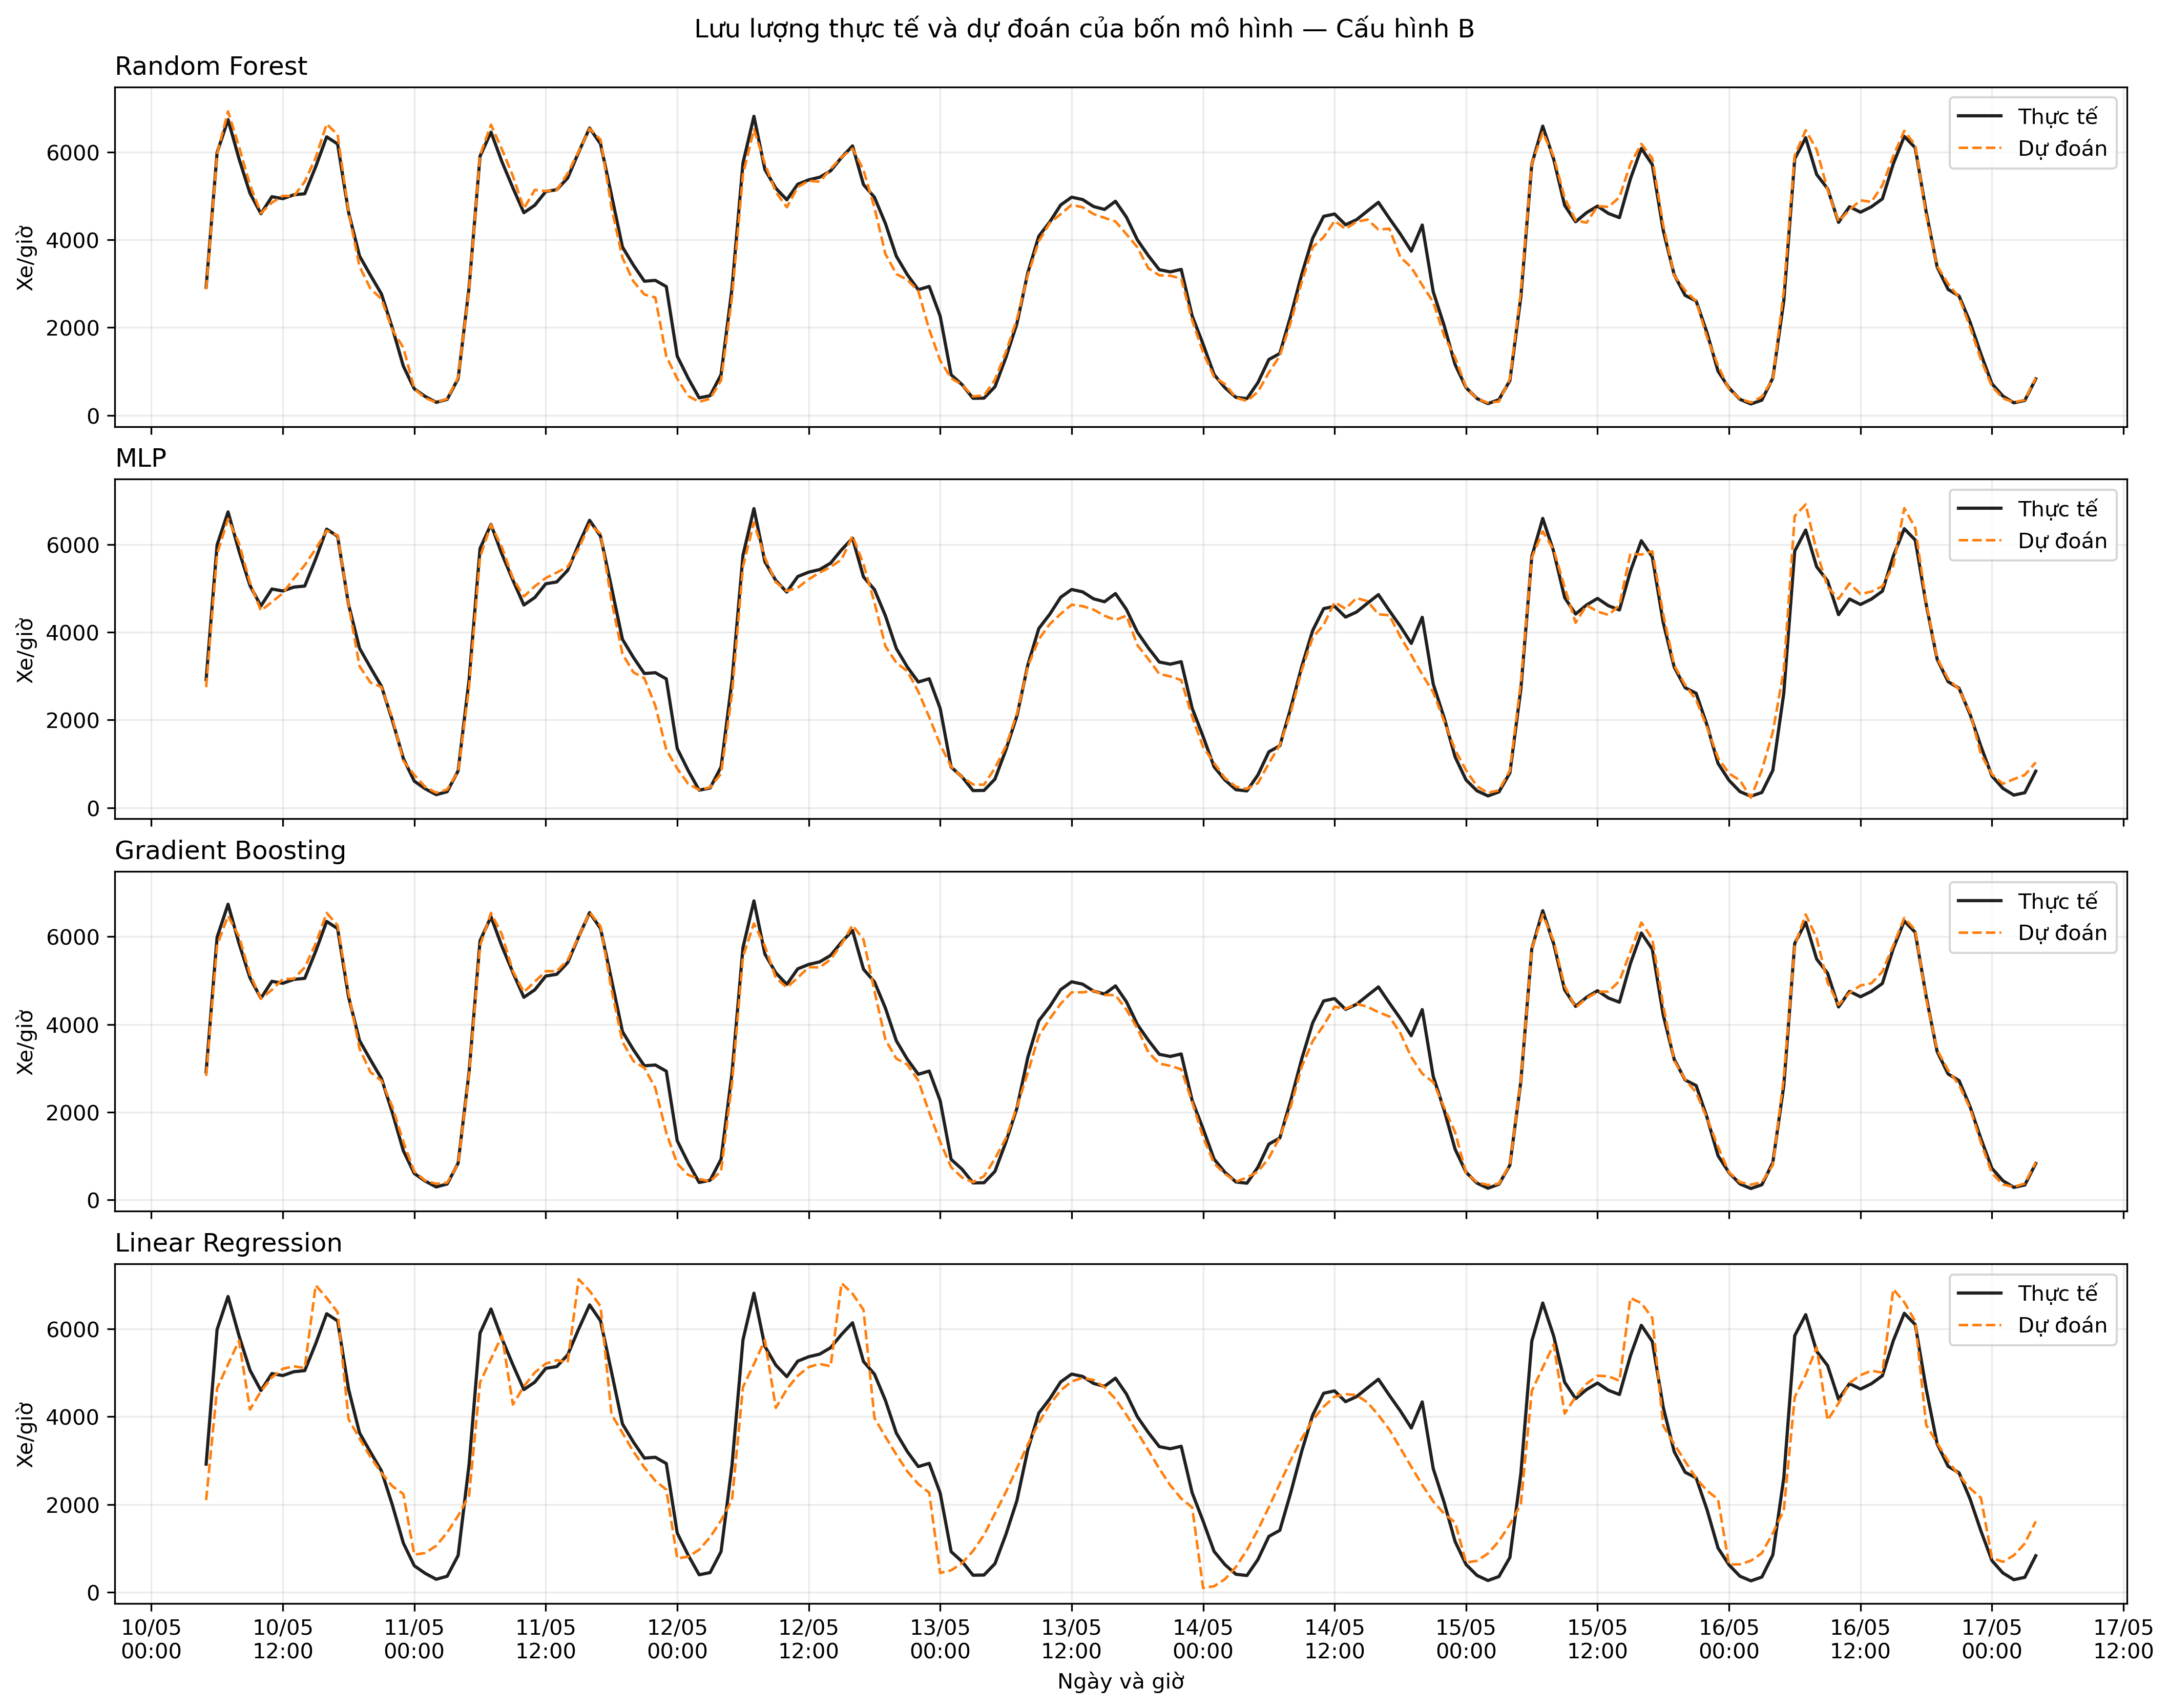 Lưu lượng thực tế và dự đoán của bốn mô hình — Cấu hình B
Random Forest
Thực tế
Dự đoán
6000
4000
2000
0
Xe/giờ
MLP
Thực tế
Dự đoán
6000
4000
2000
0
Xe/giờ
Gradient Boosting
Thực tế
Dự đoán
6000
4000
2000
0
Xe/giờ
Linear Regression
Thực tế
Dự đoán
6000
4000
2000
0
Xe/giờ
10/05 10/05 11/05 11/05 12/05 12/05 13/05 13/05 14/05 14/05 15/05 15/05 16/05 16/05 17/05 17/05
00:00 12:00 00:00 12:00 00:00 12:00 00:00 12:00 00:00 12:00 00:00 12:00 00:00 12:00 00:00 12:00
Ngày và giờ